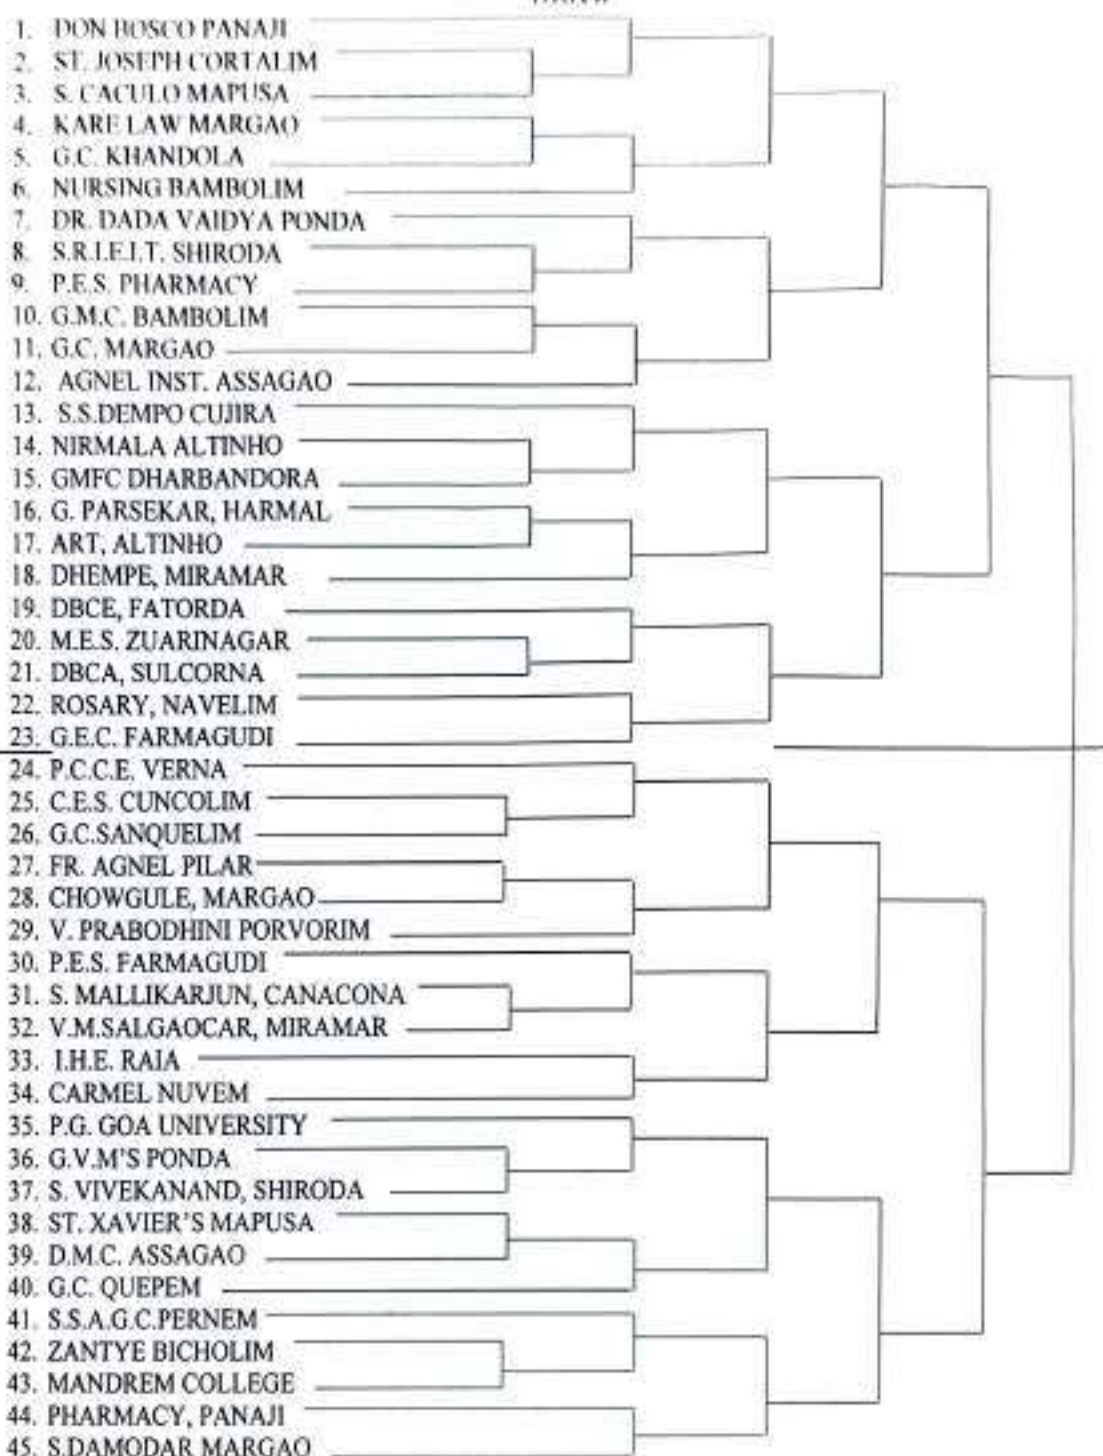 1. DON BOSCO PANAJI
2. ST. JOSEPH CORTALIM
3. S. CACULO MAPUSA
4. KARE LAW MARGAO
5. G.C. KHANDOLA
6. NURSING BAMBOLIM
7. DR. DADA VAIDYA PONDA
8. S.R.I.E.I.T. SHIRODA
9. P.E.S. PHARMACY
10. G.M.C. BAMBOLIM
11. G.C. MARGAO
12. AGNEL INST. ASSAGAO
13. S.S.DEMPO CUJIRA
14. NIRMALA ALTINHO
15. GMFC DHARBANDORA
16. G. PARSEKAR, HARMAL
17. ART, ALTINHO
18. DHEMPE, MIRAMAR
19. DBCE, FATORDA
20. M.E.S. ZUARINAGAR
21. DBCA, SULCORNA
22. ROSARY, NAVELIM
23. G.E.C. FARMAGUDI
24. P.C.C.E. VERNA
25. C.E.S. CUNCOLIM
26. G.C.SANQUELIM
27. FR. AGNEL PILAR
28. CHOWGULE, MARGAO
29. V. PRABODHINI PORVORIM
30. P.E.S. FARMAGUDI
31. S. MALLIKARJUN, CANACONA
32. V.M.SALGAOCAR, MIRAMAR
33. I.H.E. RAIA
34. CARMEL NUVEM
35. P.G. GOA UNIVERSITY
36. G.V.M'S PONDA
37. S. VIVEKANAND, SHIRODA
38. ST. XAVIER'S MAPUSA
39. D.M.C. ASSAGAO
40. G.C. QUEPEM
41. S.S.A.G.C.PERNEM
42. ZANTYE BICHOLIM
43. MANDREM COLLEGE
44. PHARMACY, PANAJI
45. S.DAMODAR MARGAO